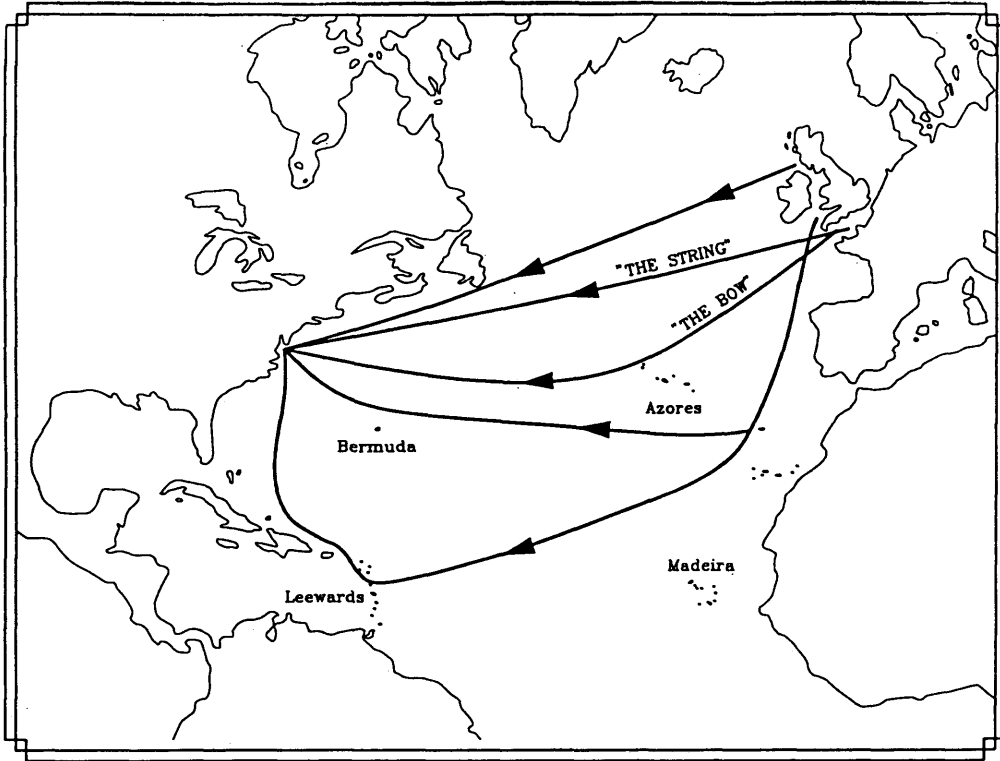 "THE STRING"
"THE BOW"
Azores
Bermuda
Madeira
Leewards